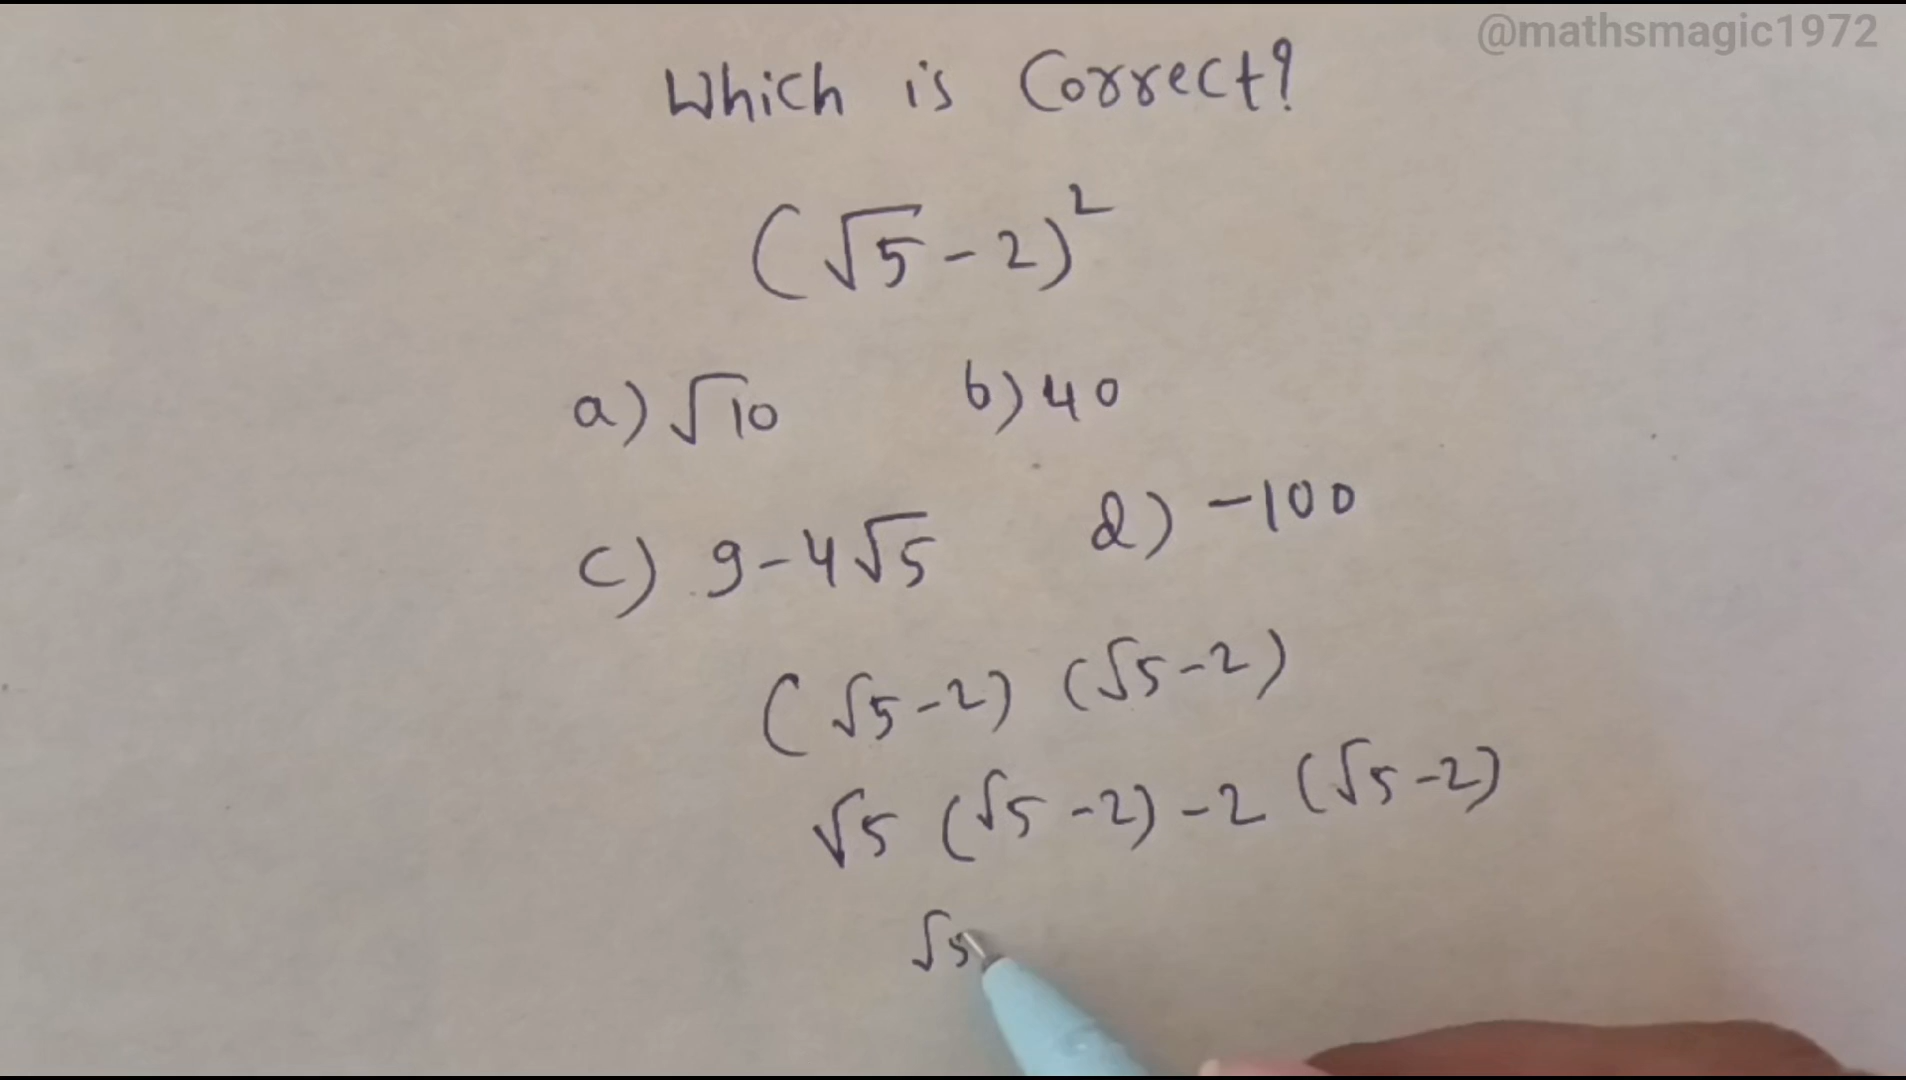 @mathsmagic1972
Which is Correct?
(√5-2)²
a) √10 b) 40
c) 9-4√5 d) -100
(√5-2) (√5-2)
√5 (√5-2) -2 (√5-2)
√5